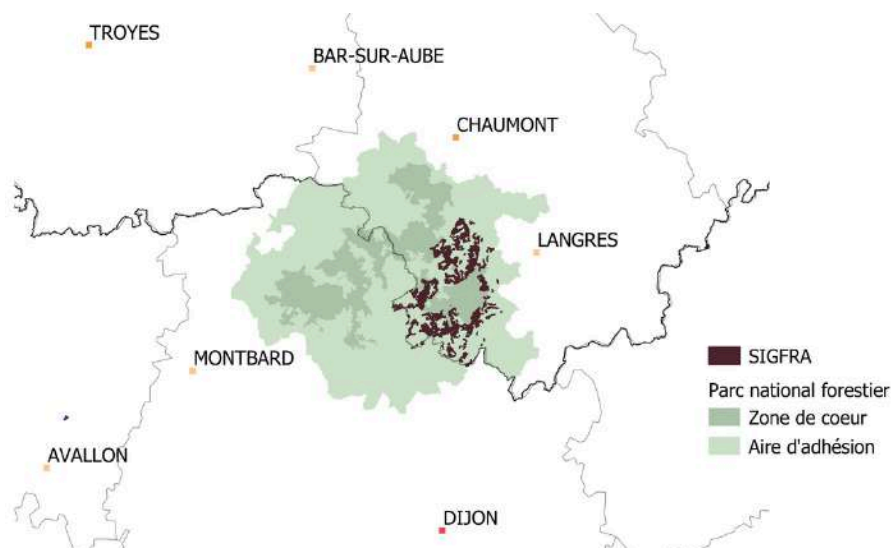 TROYES
BAR-SUR-AUBE
CHAUMONT
LANGRES
MONTBARD
SIGFRA
Parc national forestier
Zone de coeur
Aire d'adhésion
AVALLON
DIJON